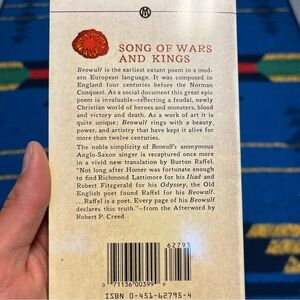 SONG OF WARS
AND KINGS
Beowulf is the earliest extant poem in a mod-
ern European language. It was composed in
England four centuries before the Norman
Conquest. As a social document this great epic
poem is invaluable—reflecting a feudal, newly
Christian world of heroes and monsters, blood
and victory and death. As a work of art it is
quite unique; Beowulf rings with a beauty,
power, and artistry that have kept it alive for
more than twelve centuries.
The noble simplicity of Beowulf's anonymous
Anglo-Saxon singer is recaptured once more
in a vivid new translation by Burton Raffel.
"Not long after Homer was fortunate enough
to find Richmond Lattimore for his Iliad and
Robert Fitzgerald for his Odyssey, the Old
English poet found Raffel for his Beowulf.
...Raffel is a poet. Every page of his Beowulf
declares this truth."—from the Afterword by
Robert P. Creed
62795
0 71136 00399 9
ISBN 0-451-62795-4